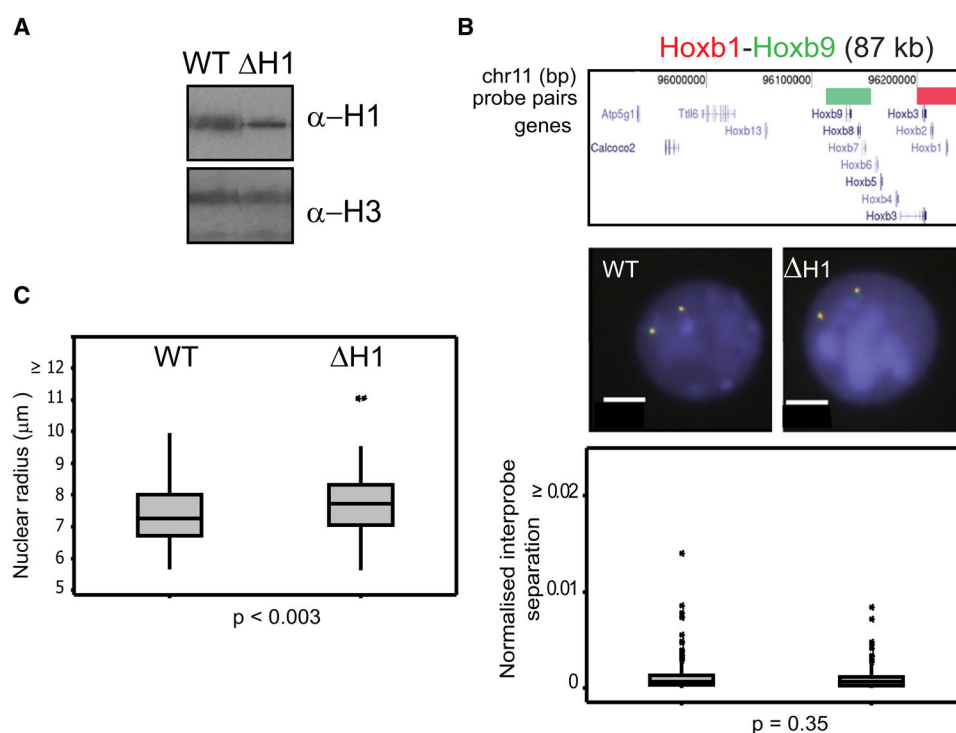 A
WT ΔH1
α–H1
α–H3
B
Hoxb1-Hoxb9 (87 kb)
chr11 (bp)
96000000 96100000 96200000
probe pairs
genes
Atp5g1 Ttll6 Hoxb9 Hoxb3
Hoxb13 Hoxb8 Hoxb2
Calcoco2 Hoxb7 Hoxb1
Hoxb6
Hoxb5
Hoxb4
Hoxb3
WT
ΔH1
C
Nuclear radius (μm)
≥ 12
11
10
9
8
7
6
5
WT
ΔH1
p < 0.003
Normalised interprobe
separation
≥ 0.02
0.01
0
p = 0.35